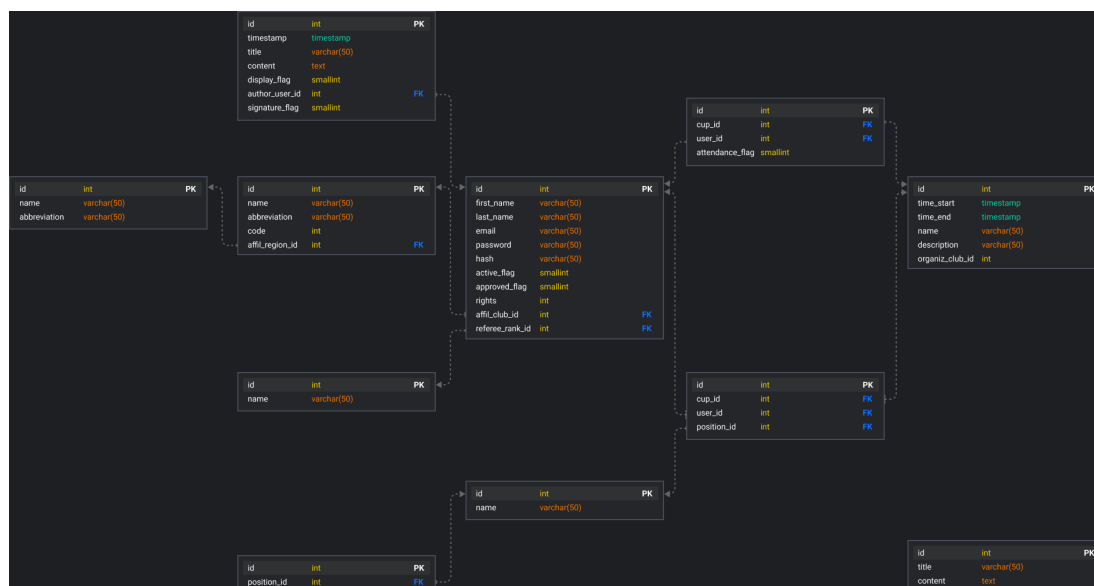 id int PK
timestamp timestamp
title varchar(50)
content text
display_flag smallint
author_user_id int FK
signature_flag smallint
id int PK
cup_id int FK
user_id int FK
attendance_flag smallint
id int PK
name varchar(50)
abbreviation varchar(50)
id int PK
name varchar(50)
abbreviation varchar(50)
code int
affil_region_id int FK
id int PK
first_name varchar(50)
last_name varchar(50)
email varchar(50)
password varchar(50)
hash varchar(50)
active_flag smallint
approved_flag smallint
rights int
affil_club_id int FK
referee_rank_id int FK
id int PK
time_start timestamp
time_end timestamp
name varchar(50)
description varchar(50)
organiz_club_id int
id int PK
name varchar(50)
id int PK
cup_id int FK
user_id int FK
position_id int FK
id int PK
name varchar(50)
id int PK
position_id int FK
id int PK
title varchar(50)
content text